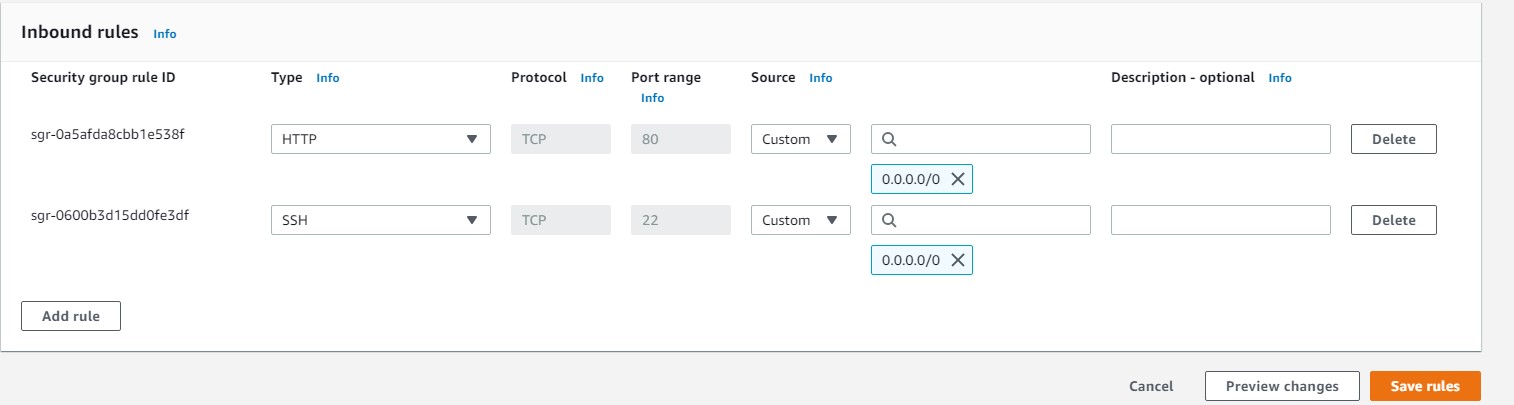 Inbound rules Info
Security group rule ID Type Info Protocol Info Port range Info Source Info Description - optional Info
sgr-0a5afda8cbb1e538f HTTP TCP 80 Custom Delete
0.0.0.0/0
sgr-0600b3d15dd0fe3df SSH TCP 22 Custom Delete
0.0.0.0/0
Add rule
Cancel Preview changes Save rules